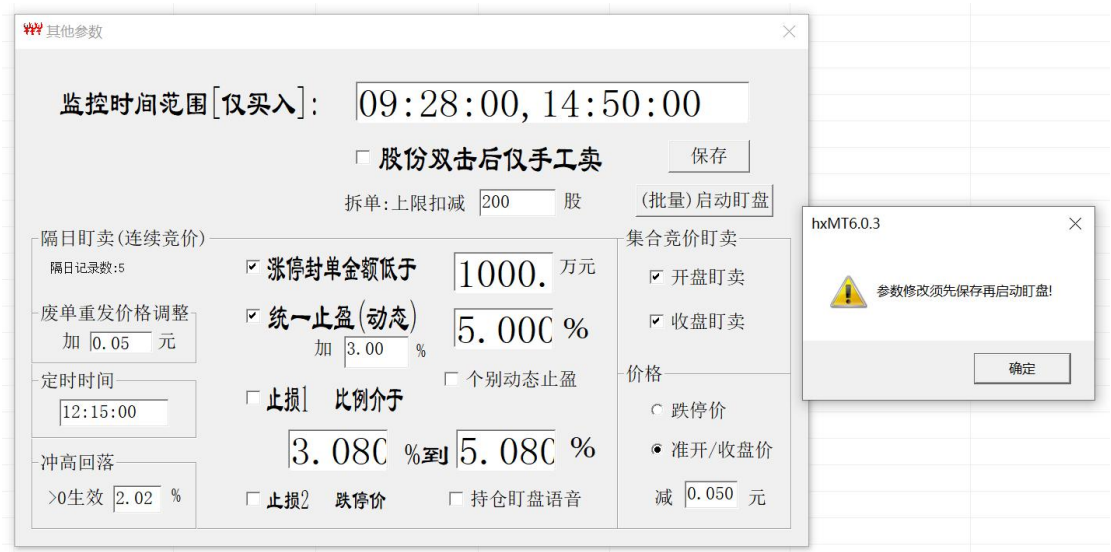 其他参数
监控时间范围[仅买入]: 09:28:00,14:50:00
股份双击后仅手工卖 保存
拆单:上限扣减 200 股 (批量)启动盯盘
隔日盯卖(连续竞价)
隔日记录数:5
涨停封单金额低于 1000. 万元
废单重发价格调整
加 0.05 元
统一止盈(动态) 5.000 %
加 3.00 %
个别动态止盈
定时时间
12:15:00
止损1 比例介于
3.080 %到 5.080 %
冲高回落
>0生效 2.02 %
止损2 跌停价 持仓盯盘语音
集合竞价盯卖
开盘盯卖
收盘盯卖
价格
跌停价
准开/收盘价
减 0.050 元
hxMT6.0.3
参数修改须先保存再启动盯盘!
确定